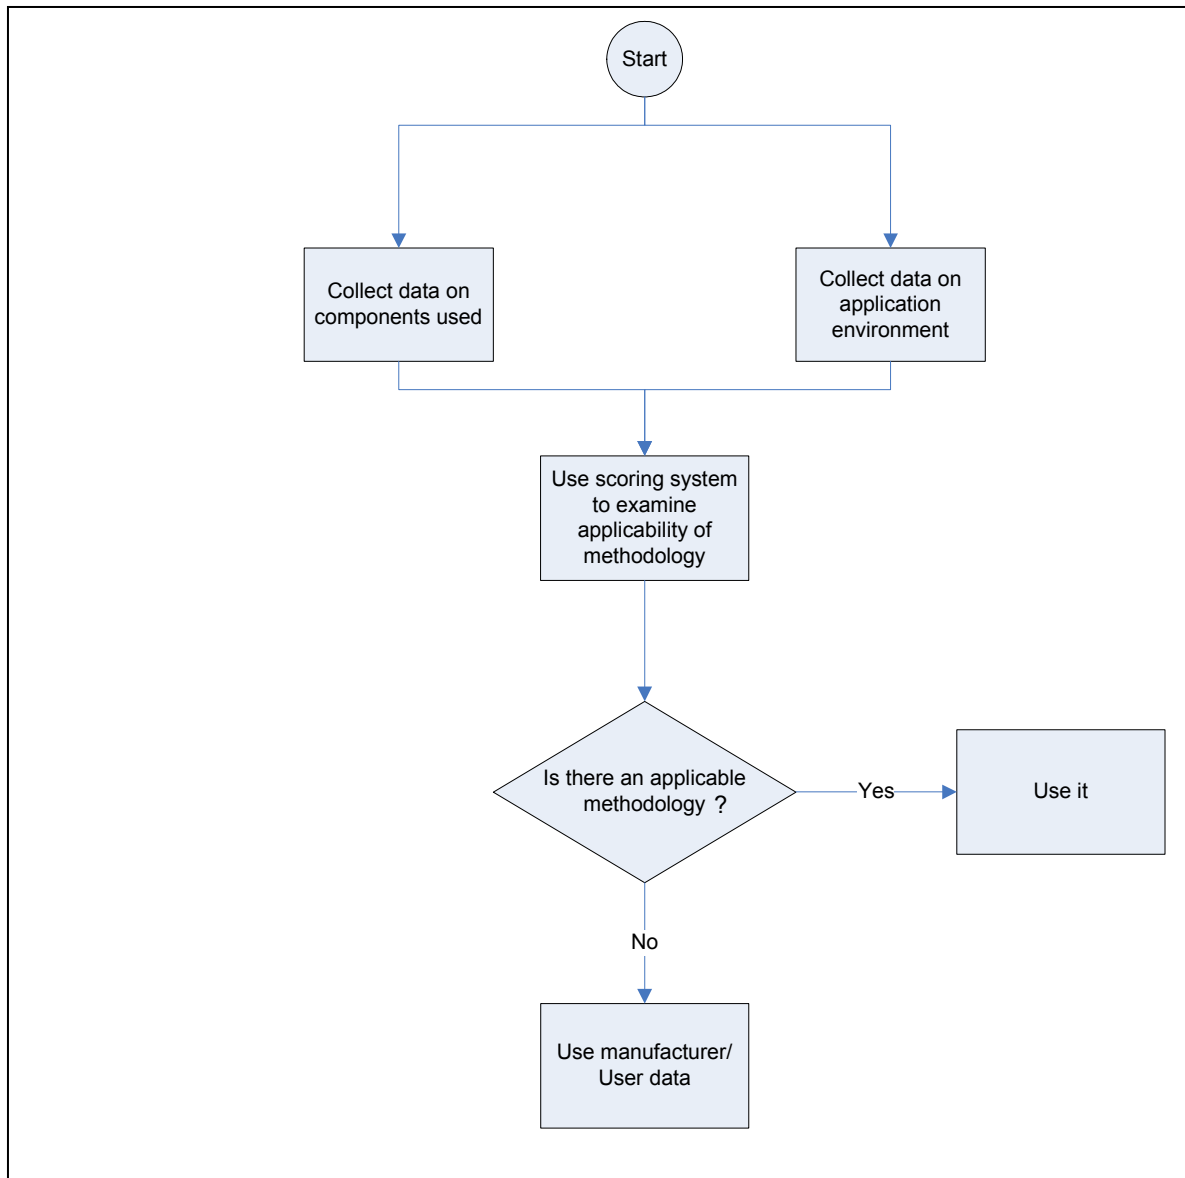 Start
Collect data on
components used
Collect data on
application
environment
Use scoring system
to examine
applicability of
methodology
Is there an applicable
methodology ?
Yes
Use it
No
Use manufacturer/
User data